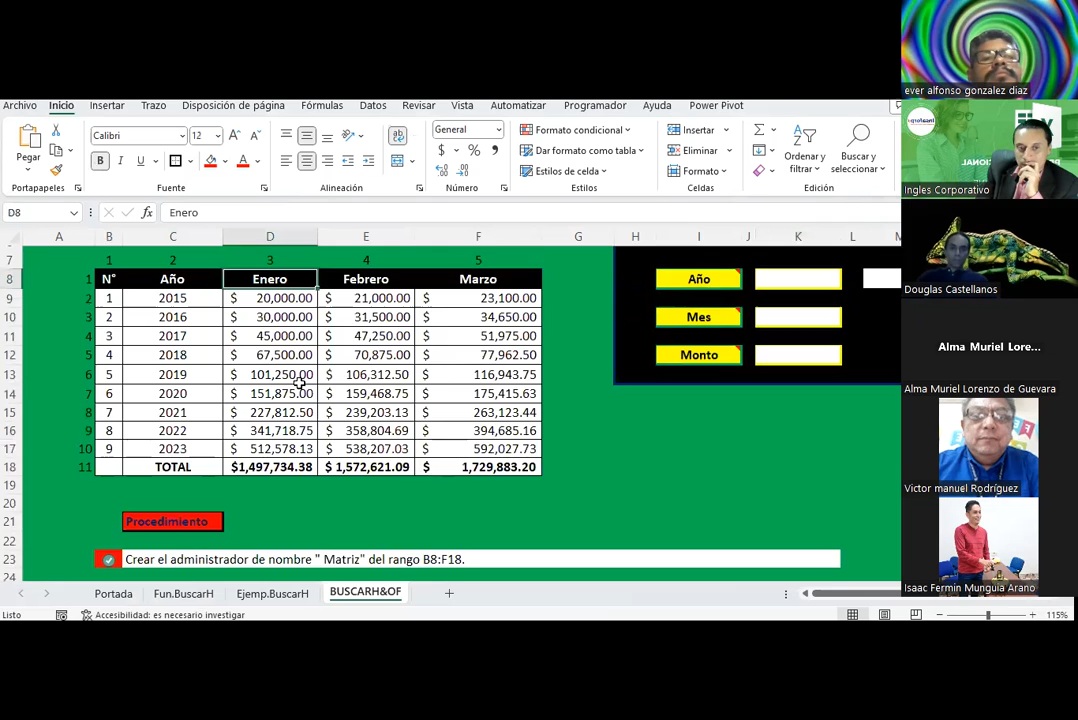 Archivo Inicio Insertar Trazo Disposición de página Fórmulas Datos Revisar Vista Automatizar Programador Ayuda Power Pivot
Pegar
Calibri 12
General
Formato condicional
Dar formato como tabla
Estilos de celda
Insertar
Eliminar
Formato
Ordenar y filtrar
Buscar y seleccionar
Portapapeles Fuente Alineación Número Estilos Celdas Edición
D8 fx Enero
A B C D E F G H I J K L
7 1 2 3 4 5
8 1 N° Año Enero Febrero Marzo
9 2 1 2015 $ 20,000.00 $ 21,000.00 $ 23,100.00
10 3 2 2016 $ 30,000.00 $ 31,500.00 $ 34,650.00
11 4 3 2017 $ 45,000.00 $ 47,250.00 $ 51,975.00
12 5 4 2018 $ 67,500.00 $ 70,875.00 $ 77,962.50
13 6 5 2019 $ 101,250.00 $ 106,312.50 $ 116,943.75
14 7 6 2020 $ 151,875.00 $ 159,468.75 $ 175,415.63
15 8 7 2021 $ 227,812.50 $ 239,203.13 $ 263,123.44
16 9 8 2022 $ 341,718.75 $ 358,804.69 $ 394,685.16
17 10 9 2023 $ 512,578.13 $ 538,207.03 $ 592,027.73
18 11 TOTAL $1,497,734.38 $ 1,572,621.09 $ 1,729,883.20
19
20
21 Procedimiento
22
23 Crear el administrador de nombre " Matriz" del rango B8:F18.
24
Año
Mes
Monto
Portada Fun.BuscarH Ejemp.BuscarH BUSCARH&OF
Listo Accesibilidad: es necesario investigar 115%
ever alfonso gonzalez diaz
Ingles Corporativo
Douglas Castellanos
Alma Muriel Lore...
Alma Muriel Lorenzo de Guevara
Victor manuel Rodríguez
Isaac Fermin Munguia Arano